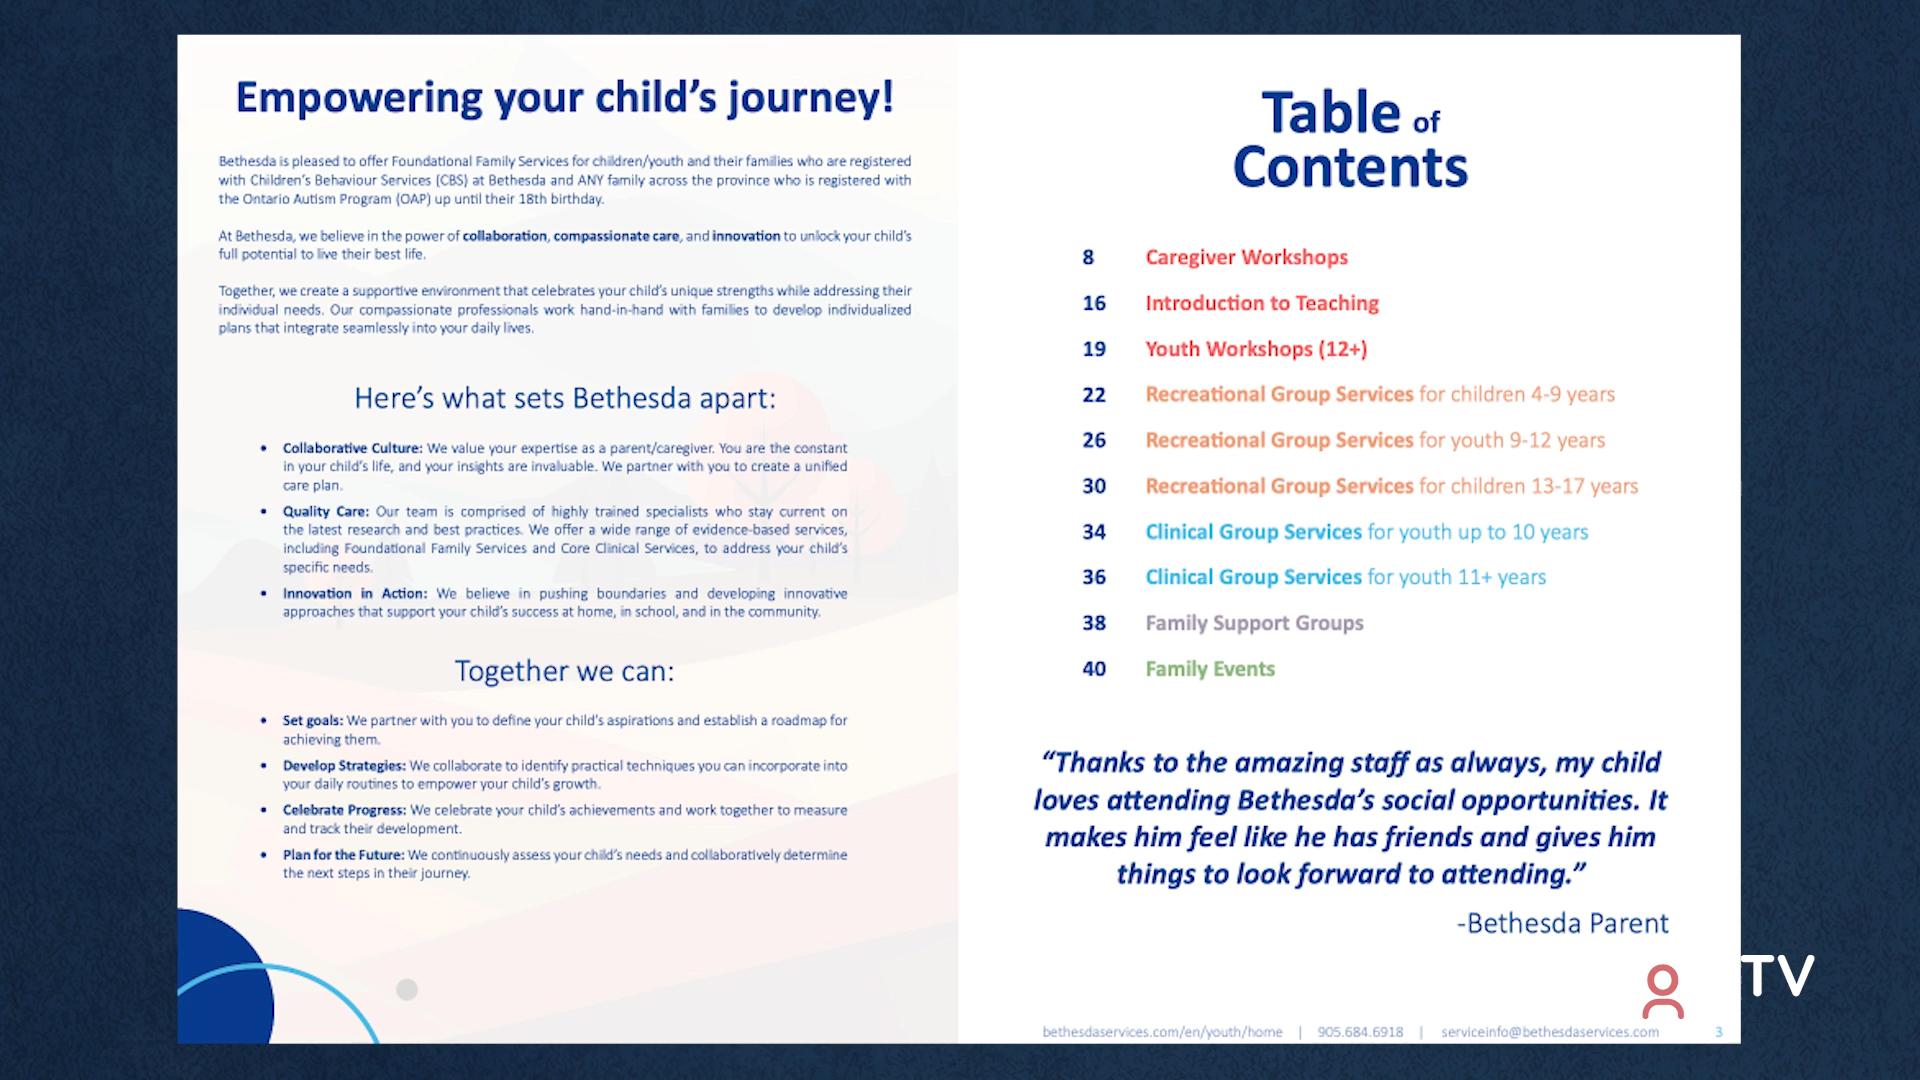 Empowering your child's journey!
Bethesda is pleased to offer Foundational Family Services for children/youth and their families who are registered
with Children's Behaviour Services (CBS) at Bethesda and ANY family across the province who is registered with
the Ontario Autism Program (OAP) up until their 18th birthday.
At Bethesda, we believe in the power of collaboration, compassionate care, and innovation to unlock your child's
full potential to live their best life.
Together, we create a supportive environment that celebrates your child's unique strengths while addressing their
individual needs. Our compassionate professionals work hand-in-hand with families to develop individualized
plans that integrate seamlessly into your daily lives.
Here's what sets Bethesda apart:
• Collaborative Culture: We value your expertise as a parent/caregiver. You are the constant
in your child's life, and your insights are invaluable. We partner with you to create a unified
care plan.
• Quality Care: Our team is comprised of highly trained specialists who stay current on
the latest research and best practices. We offer a wide range of evidence-based services,
including Foundational Family Services and Core Clinical Services, to address your child's
specific needs.
• Innovation in Action: We believe in pushing boundaries and developing innovative
approaches that support your child's success at home, in school, and in the community.
Together we can:
• Set goals: We partner with you to define your child's aspirations and establish a roadmap for
achieving them.
• Develop Strategies: We collaborate to identify practical techniques you can incorporate into
your daily routines to empower your child's growth.
• Celebrate Progress: We celebrate your child's achievements and work together to measure
and track their development.
• Plan for the Future: We continuously assess your child's needs and collaboratively determine
the next steps in their journey.
Table of
Contents
8 Caregiver Workshops
16 Introduction to Teaching
19 Youth Workshops (12+)
22 Recreational Group Services for children 4-9 years
26 Recreational Group Services for youth 9-12 years
30 Recreational Group Services for children 13-17 years
34 Clinical Group Services for youth up to 10 years
36 Clinical Group Services for youth 11+ years
38 Family Support Groups
40 Family Events
"Thanks to the amazing staff as always, my child
loves attending Bethesda's social opportunities. It
makes him feel like he has friends and gives him
things to look forward to attending."
-Bethesda Parent
bethesdaservices.com/en/youth/home | 905.684.6918 | serviceinfo@bethesdaservices.com 3
TV